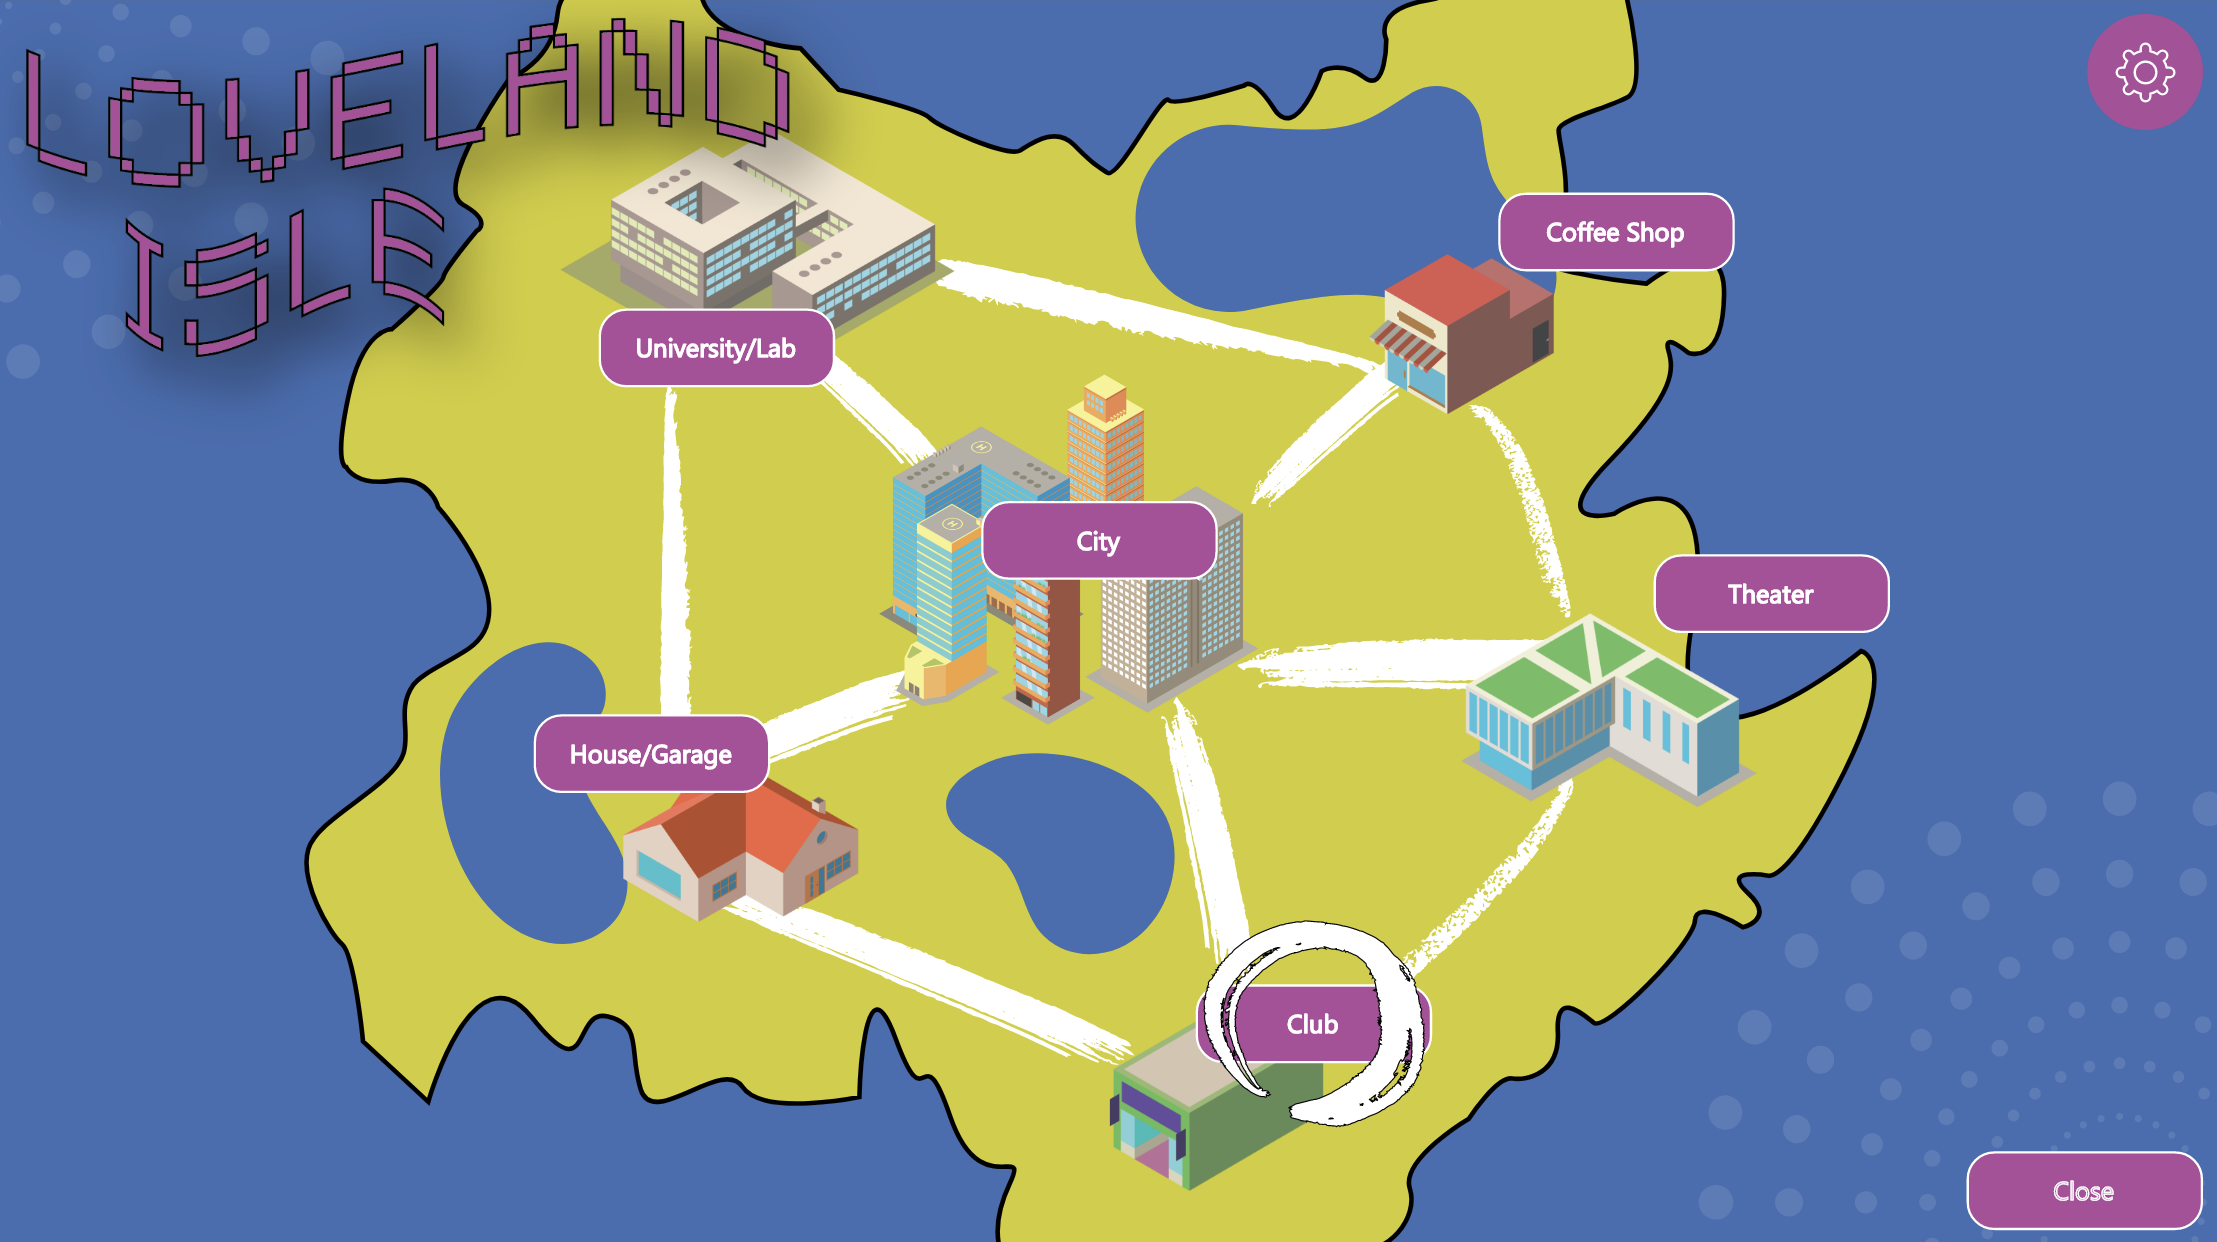 LOVELAND
ISLE
Coffee Shop
University/Lab
City
Theater
House/Garage
Club
Close